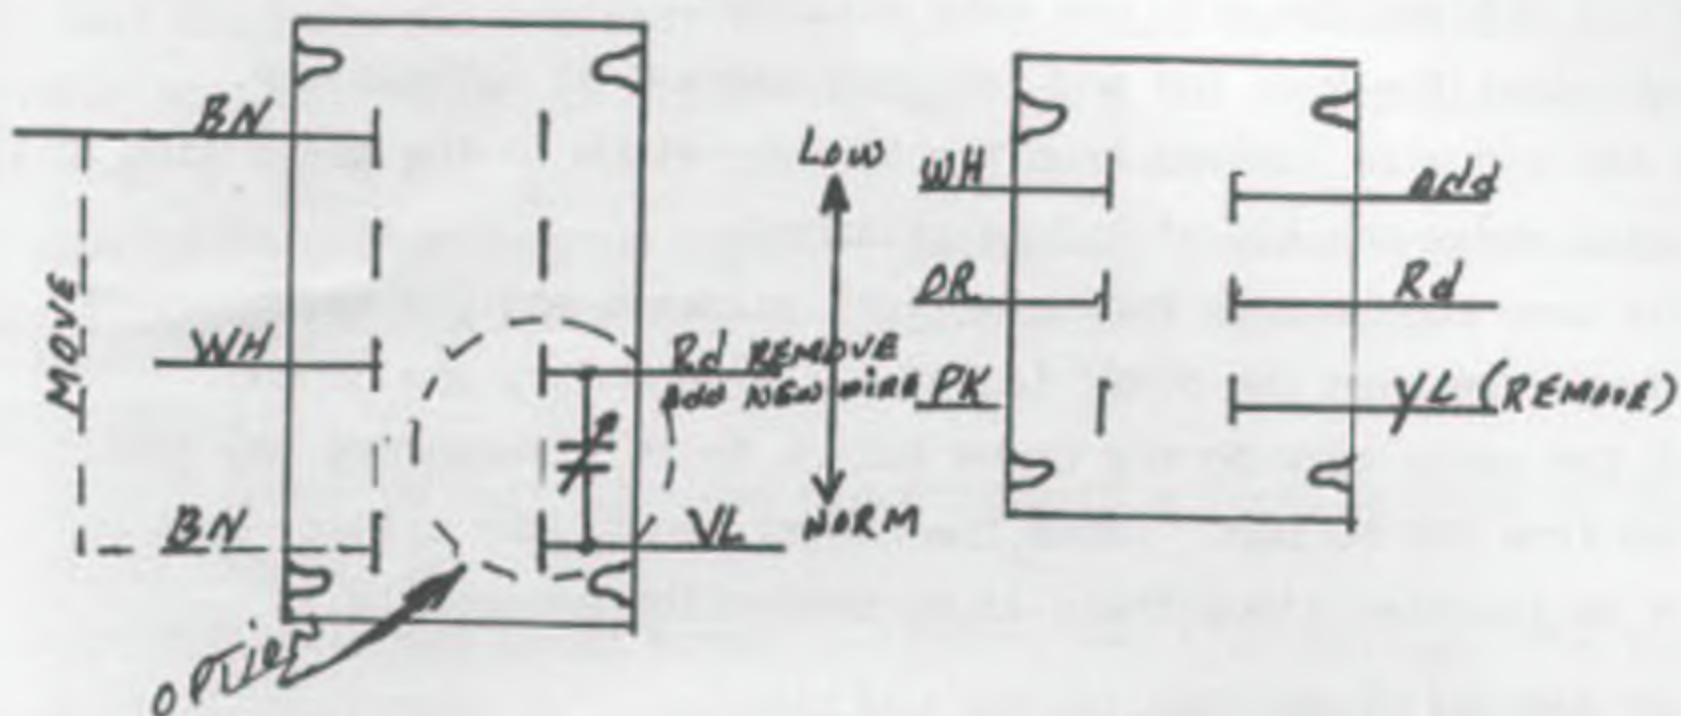 BN
MOVE
WH
Rd REMOVE
Add NEW WIRE
BN
VL
OPTION
LOW
NORM
WH
OR
PK
add
Rd
YL (REMOVE)